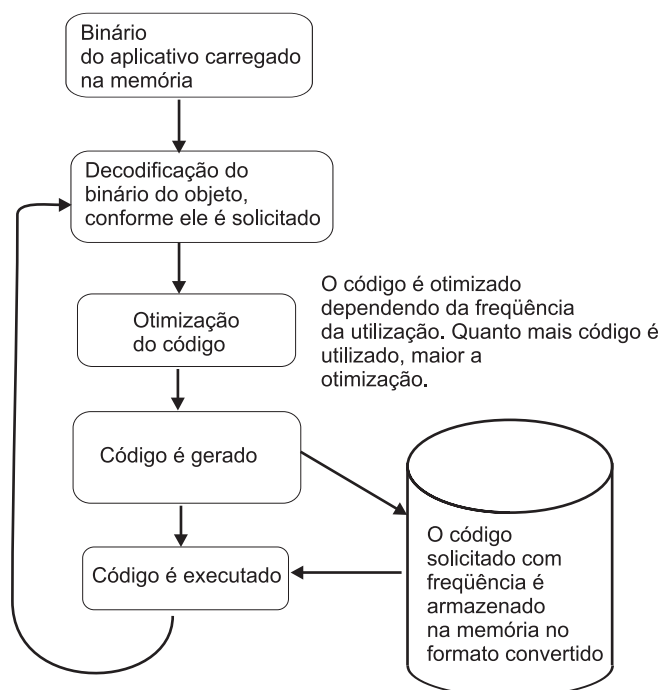 Binário
do aplicativo carregado
na memória
Decodificação do
binário do objeto,
conforme ele é solicitado
Otimização
do código
O código é otimizado
dependendo da freqüência
da utilização. Quanto mais código é
utilizado, maior a
otimização.
Código é gerado
Código é executado
O código
solicitado com
freqüência é
armazenado
na memória no
formato convertido